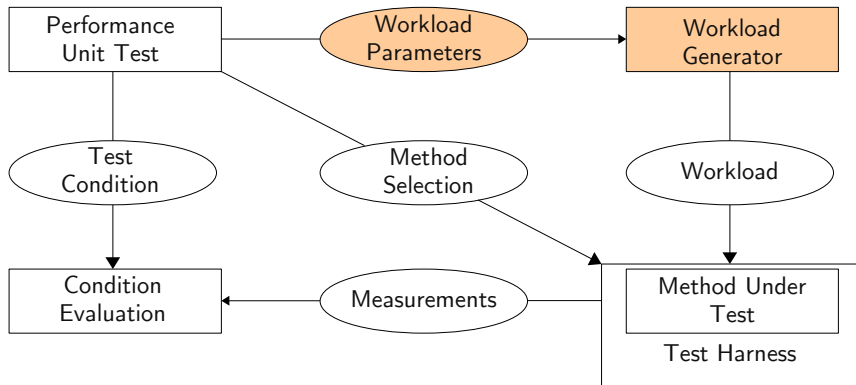 Performance
Unit Test
Workload
Parameters
Workload
Generator
Test
Condition
Method
Selection
Workload
Condition
Evaluation
Measurements
Method Under
Test
Test Harness